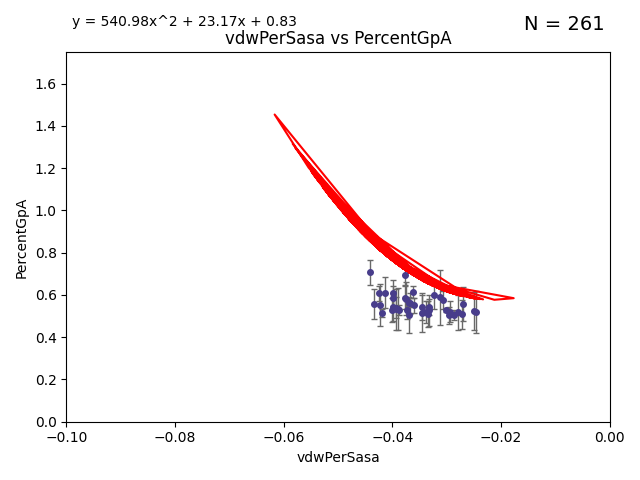 y = 540.98x^2 + 23.17x + 0.83
N = 261
vdwPerSasa vs PercentGpA
PercentGpA
1.6
1.4
1.2
1.0
0.8
0.6
0.4
0.2
0.0
−0.10 −0.08 −0.06 −0.04 −0.02 0.00
vdwPerSasa